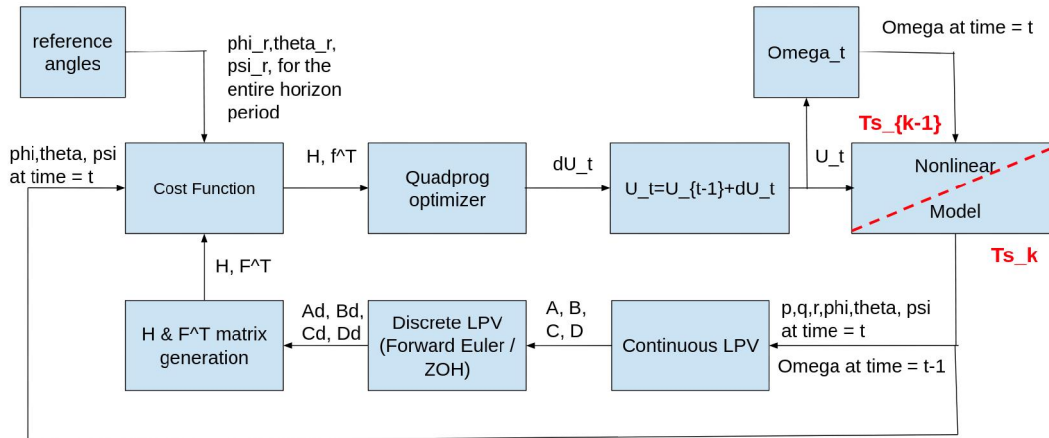 reference
angles
phi_r,theta_r,
psi_r, for the
entire horizon
period
Omega_t
Omega at time = t
Ts_{k-1}
phi,theta, psi
at time = t
Cost Function
H, f^T
Quadprog
optimizer
dU_t
U_t=U_{t-1}+dU_t
U_t
Nonlinear
Model
Ts_k
H, F^T
H & F^T matrix
generation
Ad, Bd,
Cd, Dd
Discrete LPV
(Forward Euler /
ZOH)
A, B,
C, D
Continuous LPV
p,q,r,phi,theta, psi
at time = t
Omega at time = t-1